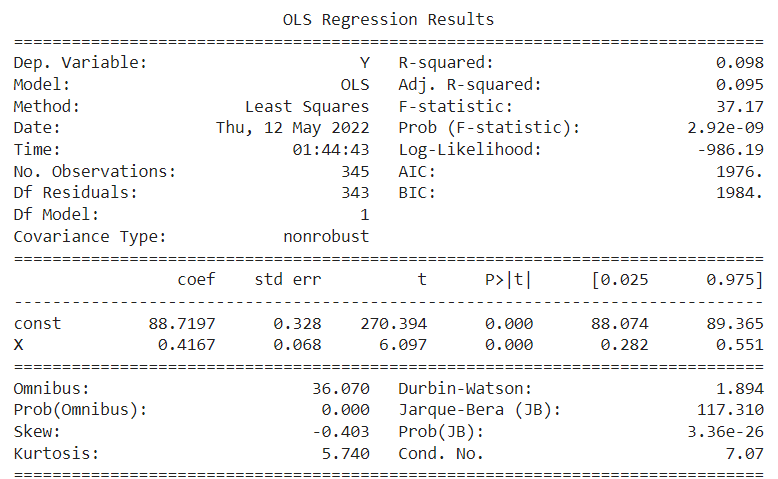 OLS Regression Results
==============================================================================
Dep. Variable:                      Y   R-squared:                       0.098
Model:                            OLS   Adj. R-squared:                  0.095
Method:                 Least Squares   F-statistic:                     37.17
Date:                Thu, 12 May 2022   Prob (F-statistic):           2.92e-09
Time:                        01:44:43   Log-Likelihood:                -986.19
No. Observations:                 345   AIC:                             1976.
Df Residuals:                     343   BIC:                             1984.
Df Model:                           1
Covariance Type:            nonrobust
==============================================================================
                 coef    std err          t      P>|t|      [0.025      0.975]
------------------------------------------------------------------------------
const         88.7197      0.328    270.394      0.000      88.074      89.365
X              0.4167      0.068      6.097      0.000       0.282       0.551
==============================================================================
Omnibus:                       36.070   Durbin-Watson:                   1.894
Prob(Omnibus):                  0.000   Jarque-Bera (JB):              117.310
Skew:                          -0.403   Prob(JB):                     3.36e-26
Kurtosis:                       5.740   Cond. No.                         7.07
==============================================================================